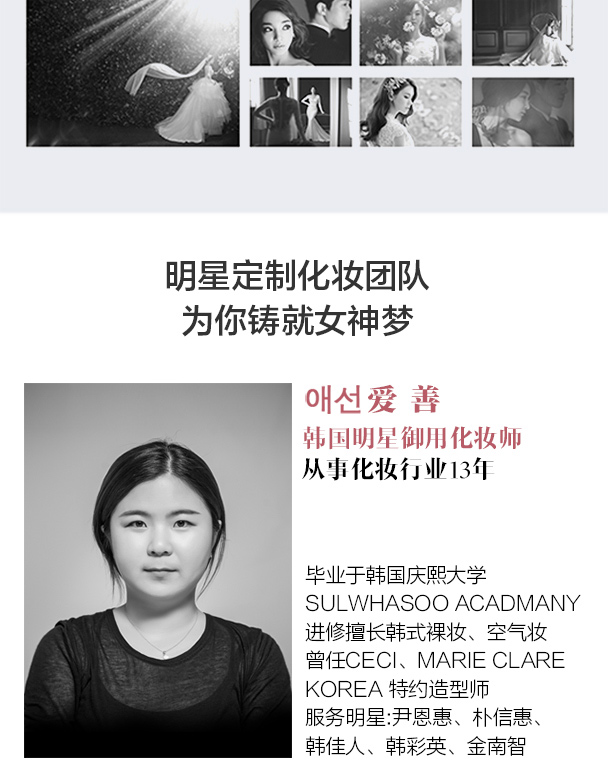 明星定制化妆团队
为你铸就女神梦
애선爱 善
韩国明星御用化妆师
从事化妆行业13年
毕业于韩国庆熙大学
SULWHASOO ACADMANY
进修擅长韩式裸妆、空气妆
曾任CECI、MARIE CLARE
KOREA 特约造型师
服务明星:尹恩惠、朴信惠、
韩佳人、韩彩英、金南智